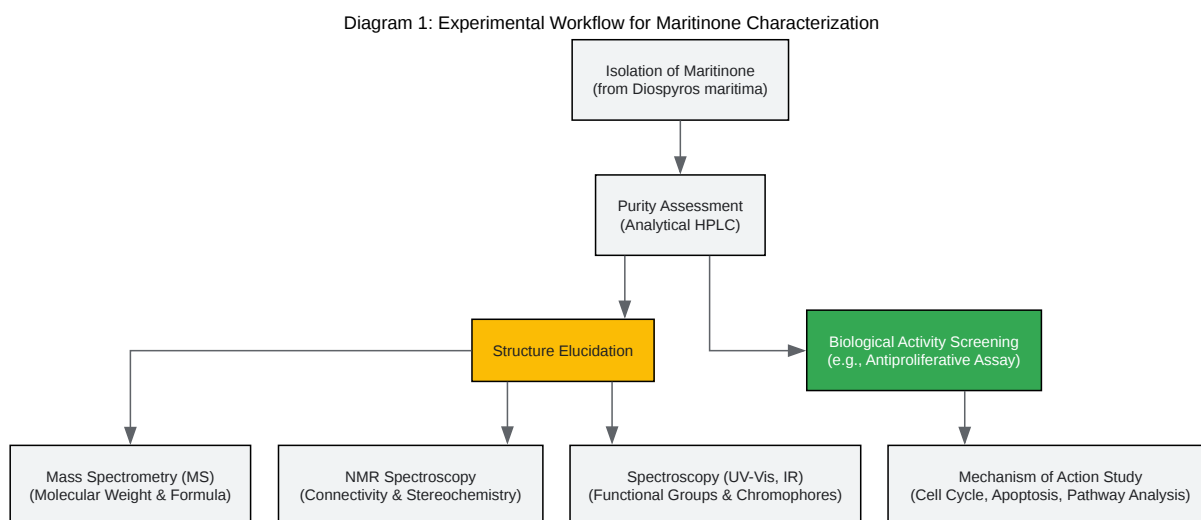 Diagram 1: Experimental Workflow for Maritinone Characterization
Isolation of Maritinone
(from Diospyros maritima)
Purity Assessment
(Analytical HPLC)
Structure Elucidation
Biological Activity Screening
(e.g., Antiproliferative Assay)
Mass Spectrometry (MS)
(Molecular Weight & Formula)
NMR Spectroscopy
(Connectivity & Stereochemistry)
Spectroscopy (UV-Vis, IR)
(Functional Groups & Chromophores)
Mechanism of Action Study
(Cell Cycle, Apoptosis, Pathway Analysis)